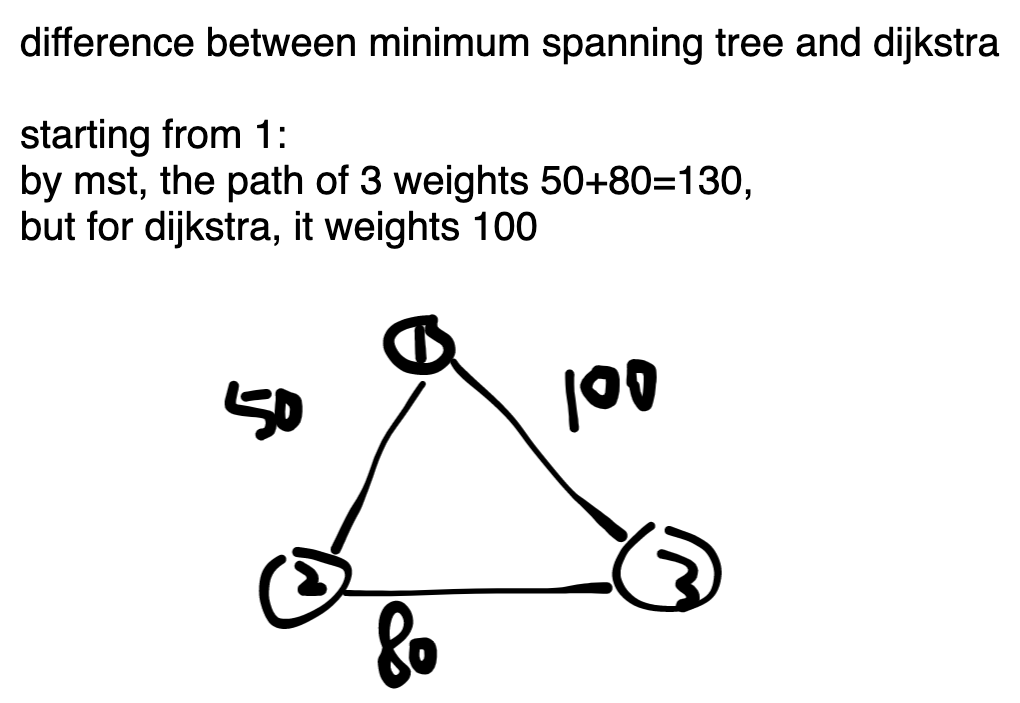 difference between minimum spanning tree and dijkstra
starting from 1:
by mst, the path of 3 weights 50+80=130,
but for dijkstra, it weights 100
1
50
100
2
3
80